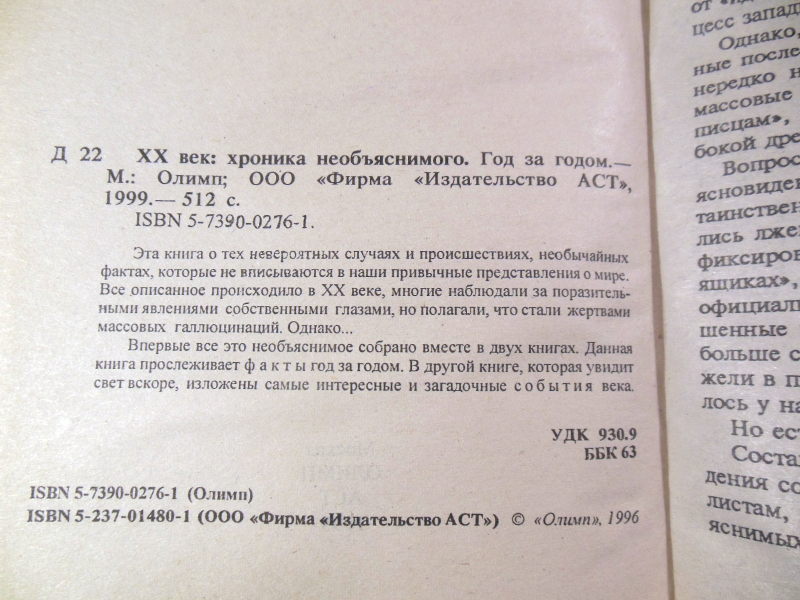 Д 22 XX век: хроника необъяснимого. Год за годом.—
М.: Олимп; ООО «Фирма «Издательство АСТ»,
1999.— 512 с.
ISBN 5-7390-0276-1.
Эта книга о тех невероятных случаях и происшествиях, необычайных
фактах, которые не вписываются в наши привычные представления о мире.
Все описанное происходило в XX веке, многие наблюдали за поразитель-
ными явлениями собственными глазами, но полагали, что стали жертвами
массовых галлюцинаций. Однако...
Впервые все это необъяснимое собрано вместе в двух книгах. Данная
книга прослеживает ф а к т ы год за годом. В другой книге, которая увидит
свет вскоре, изложены самые интересные и загадочные с о б ы т и я века.
УДК 930.9
ББК 63
ISBN 5-7390-0276-1 (Олимп)
ISBN 5-237-01480-1 (ООО «Фирма «Издательство АСТ») © «Олимп», 1996
от
цесс запад
Однако,
ные после
нередко н
массовые
писцам»,
бокой дре
Вопрос
ясновиден
таинствен
лись лже
фиксиров
ящиках»,
официал
шенные
больше с
жели в п
лось у на
Но ест
Соста
дения со
листам,
яснимых